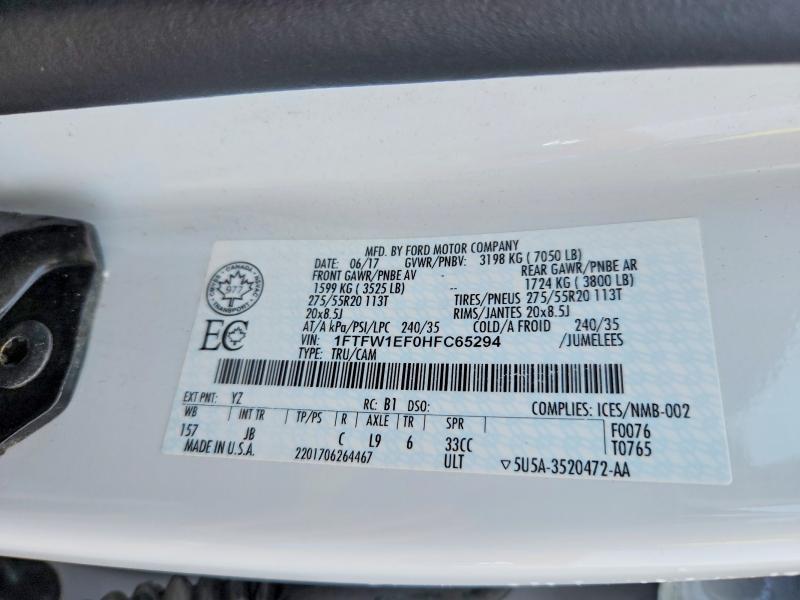 MFD. BY FORD MOTOR COMPANY
DATE: 06/17 GVWR/PNBV: 3198 KG ( 7050 LB)
FRONT GAWR/PNBE AV - REAR GAWR/PNBE AR
1599 KG ( 3525 LB) 1724 KG ( 3800 LB)
275/55R20 113T TIRES/PNEUS 275/55R20 113T
20x8.5J RIMS/JANTES 20x8.5J
AT/A kPa/PSI/LPC 240/35 COLD/A FROID 240/35
VIN: 1FTFW1EF0HFC65294 /JUMELEES
TYPE: TRU/CAM
CANADA
977
TRANSPORT
EC
EXT PNT: YZ RC: B1 DSO: COMPLIES: ICES/NMB-002
WB INT TR TP/PS R AXLE TR SPR F0076
157 JB C L9 6 33CC T0765
MADE IN U.S.A. 2201706264467 ULT ▽5U5A-3520472-AA